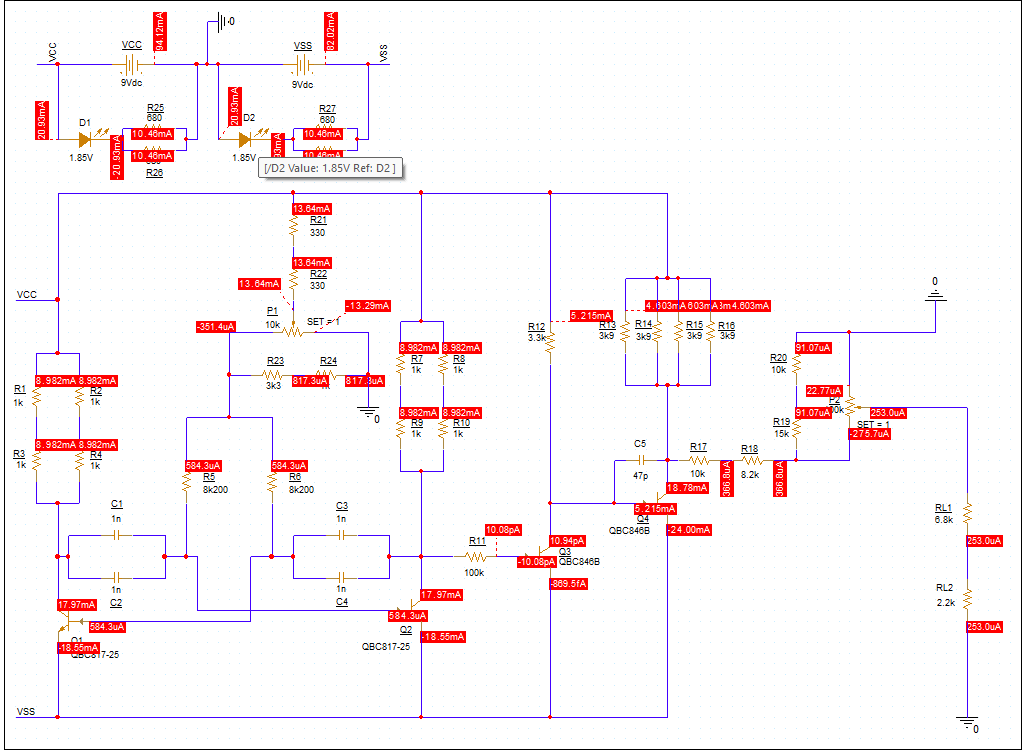 0
VCC
VCC
9Vdc
94.12mA
VSS
9Vdc
82.02mA
VSS
20.93mA
D1
1.85V
-20.93mA
R25
680
10.46mA
10.46mA
R26
20.93mA
D2
1.85V
R27
680
10.46mA
10.46mA
[/D2 Value: 1.85V Ref: D2 ]
13.64mA
R21
330
13.64mA
R22
330
13.64mA
-13.29mA
P1
10k
SET = 1
-351.4uA
R23
3k3
817.3uA
R24
817.3uA
0
VCC
8.982mA
8.982mA
R1
1k
R2
1k
8.982mA
8.982mA
R3
1k
R4
1k
8.982mA
8.982mA
R7
1k
R8
1k
8.982mA
8.982mA
R9
1k
R10
1k
584.3uA
R5
8k200
584.3uA
R6
8k200
C1
1n
1n
C2
C3
1n
1n
C4
17.97mA
584.3uA
Q1
-18.55mA
QBC817-25
17.97mA
584.3uA
Q2
-18.55mA
QBC817-25
10.08pA
R11
100k
10.94pA
-10.08pA
Q3
QBC846B
-869.5fA
5.215mA
R12
3.3k
4.603mA
R13
3k9
R14
3k9
R15
3k9
R16
3k9
C5
47p
18.78mA
5.215mA
Q4
QBC846B
-24.00mA
R17
10k
366.8uA
R18
8.2k
366.8uA
0
91.07uA
R20
10k
22.77uA
P2
91.07uA
253.0uA
R19
15k
SET = 1
-275.7uA
RL1
6.8k
253.0uA
RL2
2.2k
253.0uA
0
VSS